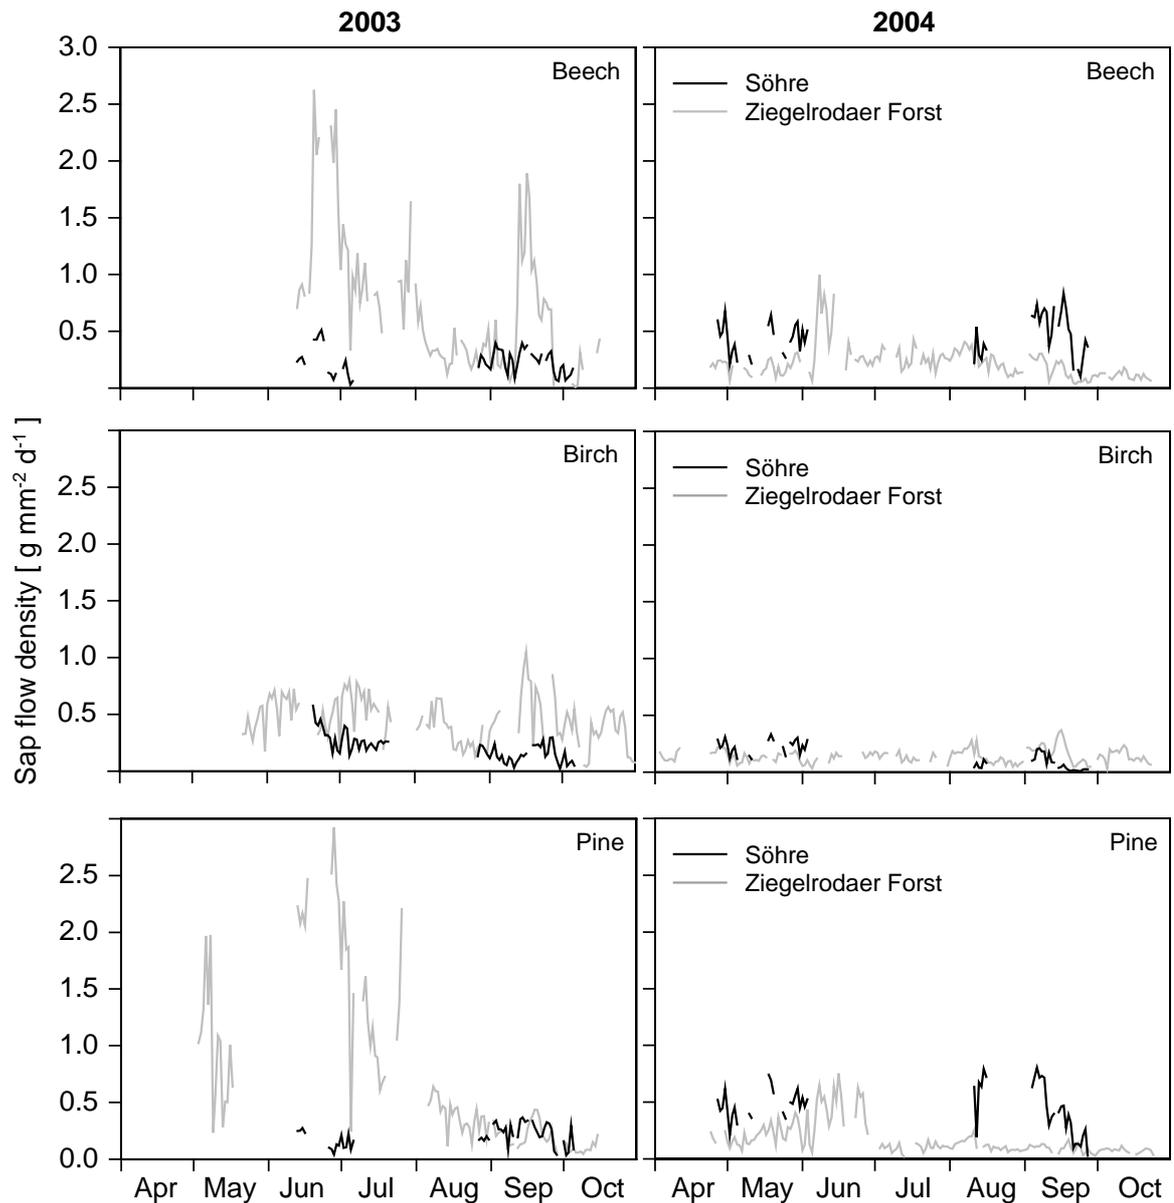 2003 2004
3.0 Beech Beech
Söhre
2.5 Ziegelrodaer Forst
2.0
1.5
1.0
0.5
Birch Birch
Söhre
2.5 Ziegelrodaer Forst
2.0
1.5
1.0
0.5
Sap flow density [ g mm-2 d-1 ]
Pine Pine
Söhre
2.5 Ziegelrodaer Forst
2.0
1.5
1.0
0.5
0.0
Apr May Jun Jul Aug Sep Oct Apr May Jun Jul Aug Sep Oct